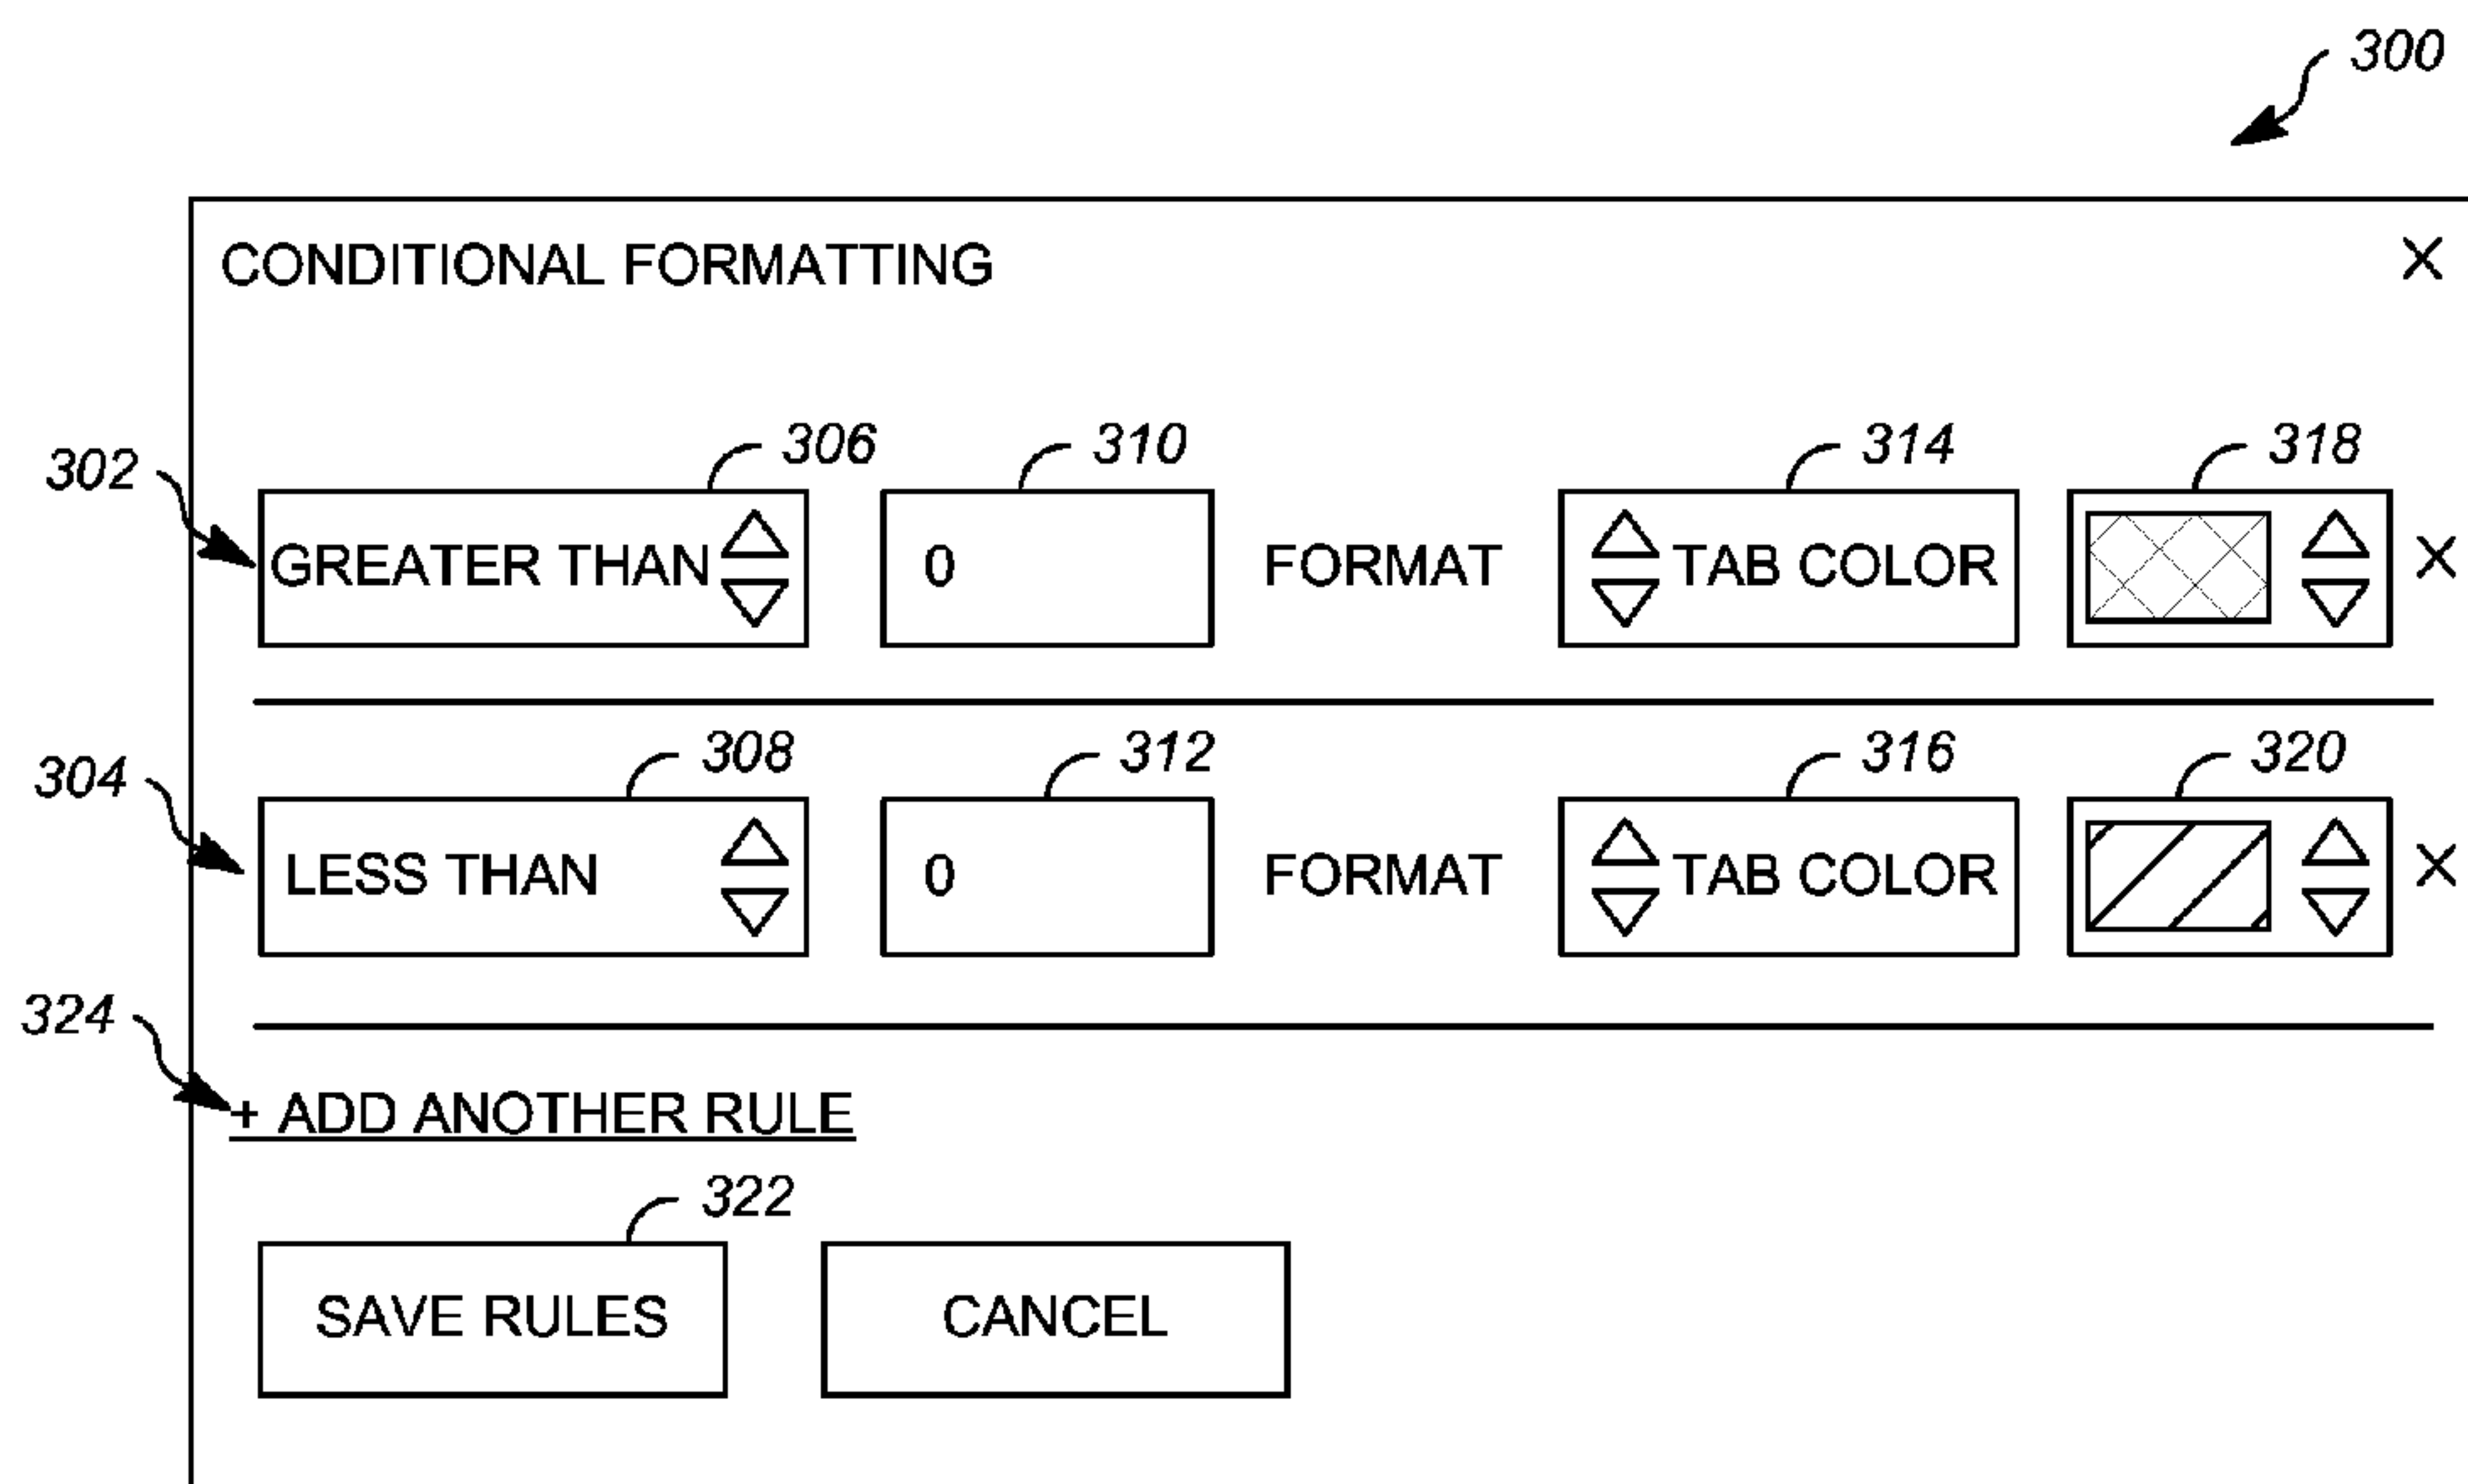 300
CONDITIONAL FORMATTING X
302 306 310 314 318
GREATER THAN 0 FORMAT TAB COLOR X
304 308 312 316 320
LESS THAN 0 FORMAT TAB COLOR X
324
+ ADD ANOTHER RULE
322
SAVE RULES CANCEL